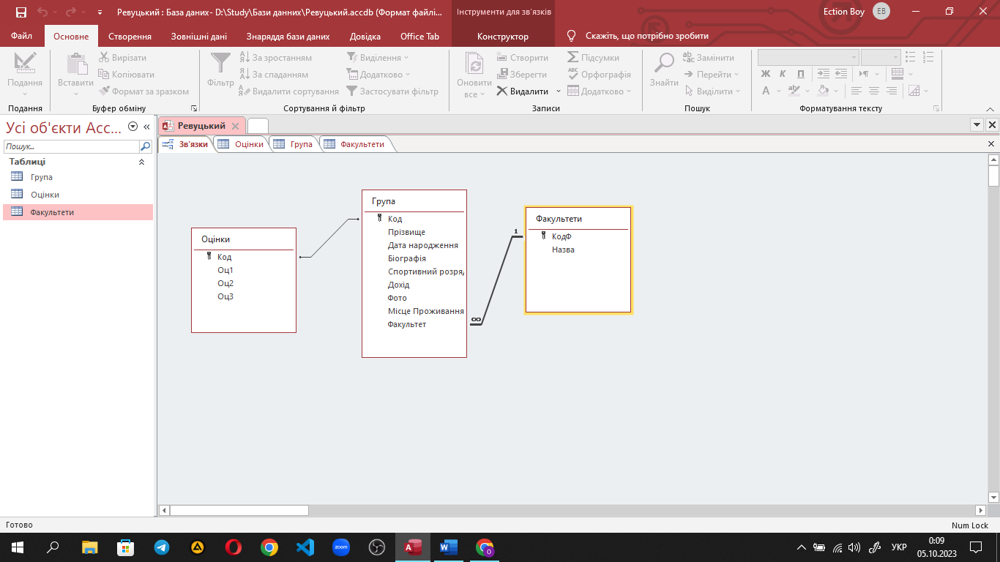 Ревуцький : База даних- D:\Study\Бази данних\Ревуцький.accdb (Формат файлі...
Інструменти для зв'язків
Ection Boy
EB
Файл
Основне
Створення
Зовнішні дані
Знаряддя бази даних
Довідка
Office Tab
Конструктор
Скажіть, що потрібно зробити
Подання
Вставити
Вирізати
Копіювати
Формат за зразком
Фільтр
За зростанням
За спаданням
Видалити сортування
Виділення
Додатково
Застосувати фільтр
Оновити
все
Створити
Зберегти
Видалити
Підсумки
Орфографія
Додатково
Знайти
Замінити
Перейти
Виділити
Ж К П
Подання
Буфер обміну
Сортування й фільтр
Записи
Пошук
Форматування тексту
Усі об'єкти Acc...
Пошук...
Таблиці
Група
Оцінки
Факультети
Ревуцький
Зв'язки
Оцінки
Група
Факультети
Оцінки
Код
Оц1
Оц2
Оц3
Група
Код
Прізвище
Дата народження
Біографія
Спортивний розря
Дохід
Фото
Місце Проживання
Факультет
∞
1
Факультети
КодФ
Назва
Готово
Num Lock
zoom
УКР
0:09
05.10.2023